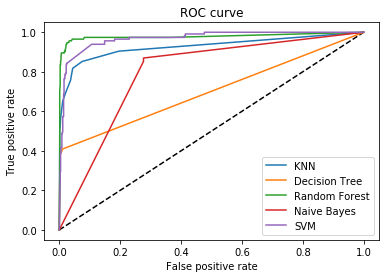 ROC curve
True positive rate
1.0
0.8
0.6
0.4
0.2
0.0
KNN
Decision Tree
Random Forest
Naive Bayes
SVM
0.0 0.2 0.4 0.6 0.8 1.0
False positive rate